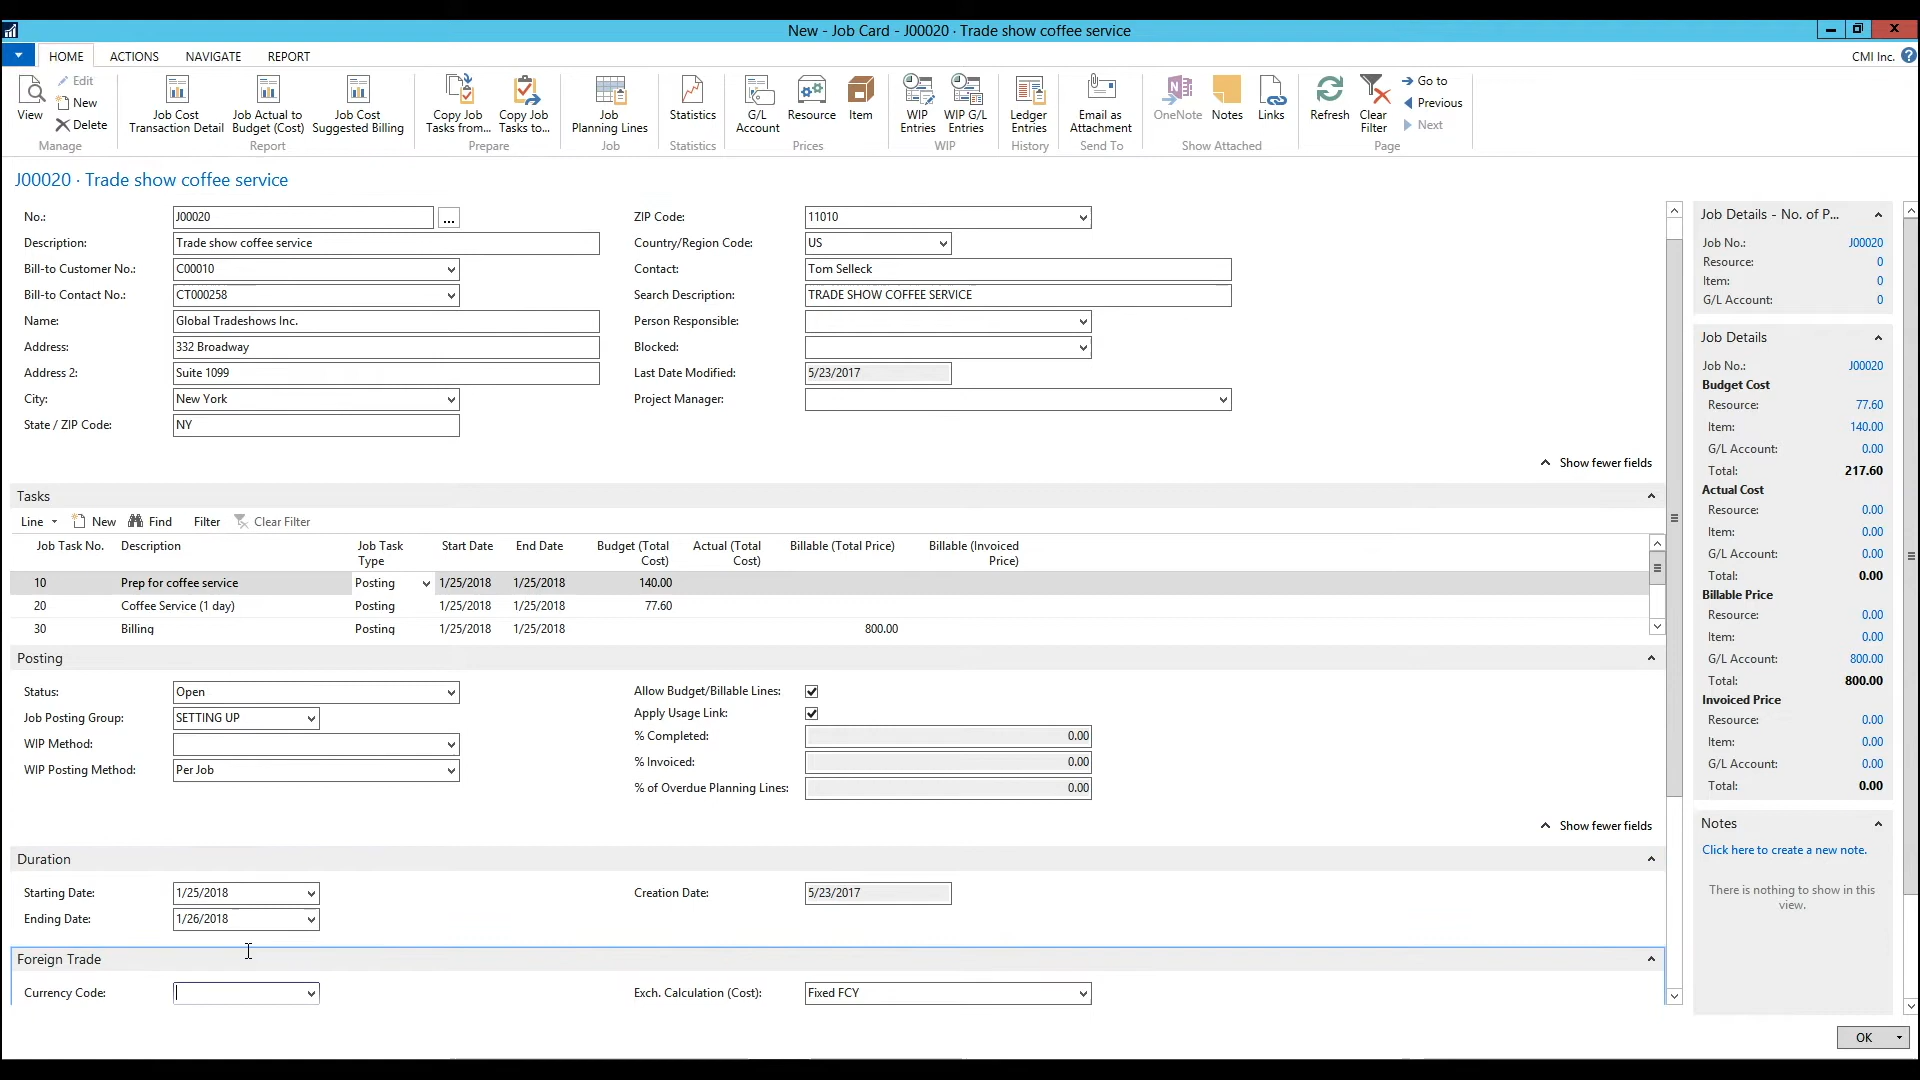 New - Job Card - J00020 · Trade show coffee service
HOME ACTIONS NAVIGATE REPORT CMI Inc. ?
View
Edit
New
Delete
Manage
Job Cost Transaction Detail
Job Actual to Budget (Cost)
Job Cost Suggested Billing
Report
Copy Job Tasks from...
Copy Job Tasks to...
Prepare
Job Planning Lines
Job
Statistics
Statistics
G/L Account
Resource
Item
Prices
WIP Entries
WIP G/L Entries
WIP
Ledger Entries
History
Email as Attachment
Send To
OneNote
Notes
Links
Show Attached
Refresh
Clear Filter
Go to
Previous
Next
Page
J00020 · Trade show coffee service
No.: J00020 ...
Description: Trade show coffee service
Bill-to Customer No.: C00010
Bill-to Contact No.: CT000258
Name: Global Tradeshows Inc.
Address: 332 Broadway
Address 2: Suite 1099
City: New York
State / ZIP Code: NY
ZIP Code: 11010
Country/Region Code: US
Contact: Tom Selleck
Search Description: TRADE SHOW COFFEE SERVICE
Person Responsible:
Blocked:
Last Date Modified: 5/23/2017
Project Manager:
Show fewer fields
Tasks
Line New Find Filter Clear Filter
Job Task No. Description Job Task Type Start Date End Date Budget (Total Cost) Actual (Total Cost) Billable (Total Price) Billable (Invoiced Price)
10 Prep for coffee service Posting 1/25/2018 1/25/2018 140.00
20 Coffee Service (1 day) Posting 1/25/2018 1/25/2018 77.60
30 Billing Posting 1/25/2018 1/25/2018 800.00
Posting
Status: Open
Job Posting Group: SETTING UP
WIP Method:
WIP Posting Method: Per Job
Allow Budget/Billable Lines:
Apply Usage Link:
% Completed: 0.00
% Invoiced: 0.00
% of Overdue Planning Lines: 0.00
Show fewer fields
Duration
Starting Date: 1/25/2018
Ending Date: 1/26/2018
Creation Date: 5/23/2017
Foreign Trade
Currency Code:
Exch. Calculation (Cost): Fixed FCY
Job Details - No. of P...
Job No.: J00020
Resource: 0
Item: 0
G/L Account: 0
Job Details
Job No.: J00020
Budget Cost
Resource: 77.60
Item: 140.00
G/L Account: 0.00
Total: 217.60
Actual Cost
Resource: 0.00
Item: 0.00
G/L Account: 0.00
Total: 0.00
Billable Price
Resource: 0.00
Item: 0.00
G/L Account: 800.00
Total: 800.00
Invoiced Price
Resource: 0.00
Item: 0.00
G/L Account: 0.00
Total: 0.00
Notes
Click here to create a new note.
There is nothing to show in this
view.
OK